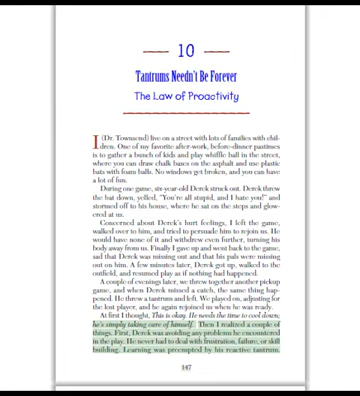 10
Tantrums Needn't Be Forever
The Law of Proactivity
I (Dr. Townsend) live on a street with lots of families with chil-
dren. One of my favorite after-work, before-dinner pastimes
is to gather a bunch of kids and play whiffle ball in the street,
where you can draw chalk bases on the asphalt and use plastic
bats with foam balls. No windows get broken, and you can have
a lot of fun.
During one game, six-year-old Derek struck out. Derek threw
the bat down, yelled, "You're all stupid, and I hate you!" and
stormed off to his house, where he sat on the steps and glow-
ered at us.
Concerned about Derek's hurt feelings, I left the game,
walked over to him, and tried to persuade him to rejoin us. He
would have none of it and withdrew even further, turning his
body away from us. Finally I gave up and went back to the game,
sad that Derek was missing out and that his pals were missing
out on him. A few minutes later, Derek got up, walked to the
outfield, and resumed play as if nothing had happened.
A couple of evenings later, we threw together another pickup
game, and when Derek missed a catch, the same thing hap-
pened. He threw a tantrum and left. We played on, adjusting for
the lost player, and he again rejoined us when he was ready.
At first I thought, This is okay. He needs the time to cool down;
he's simply taking care of himself. Then I realized a couple of
things. First, Derek was avoiding any problems he encountered
in the play. He never had to deal with frustration, failure, or skill
building. Learning was preempted by his reactive tantrum.
147